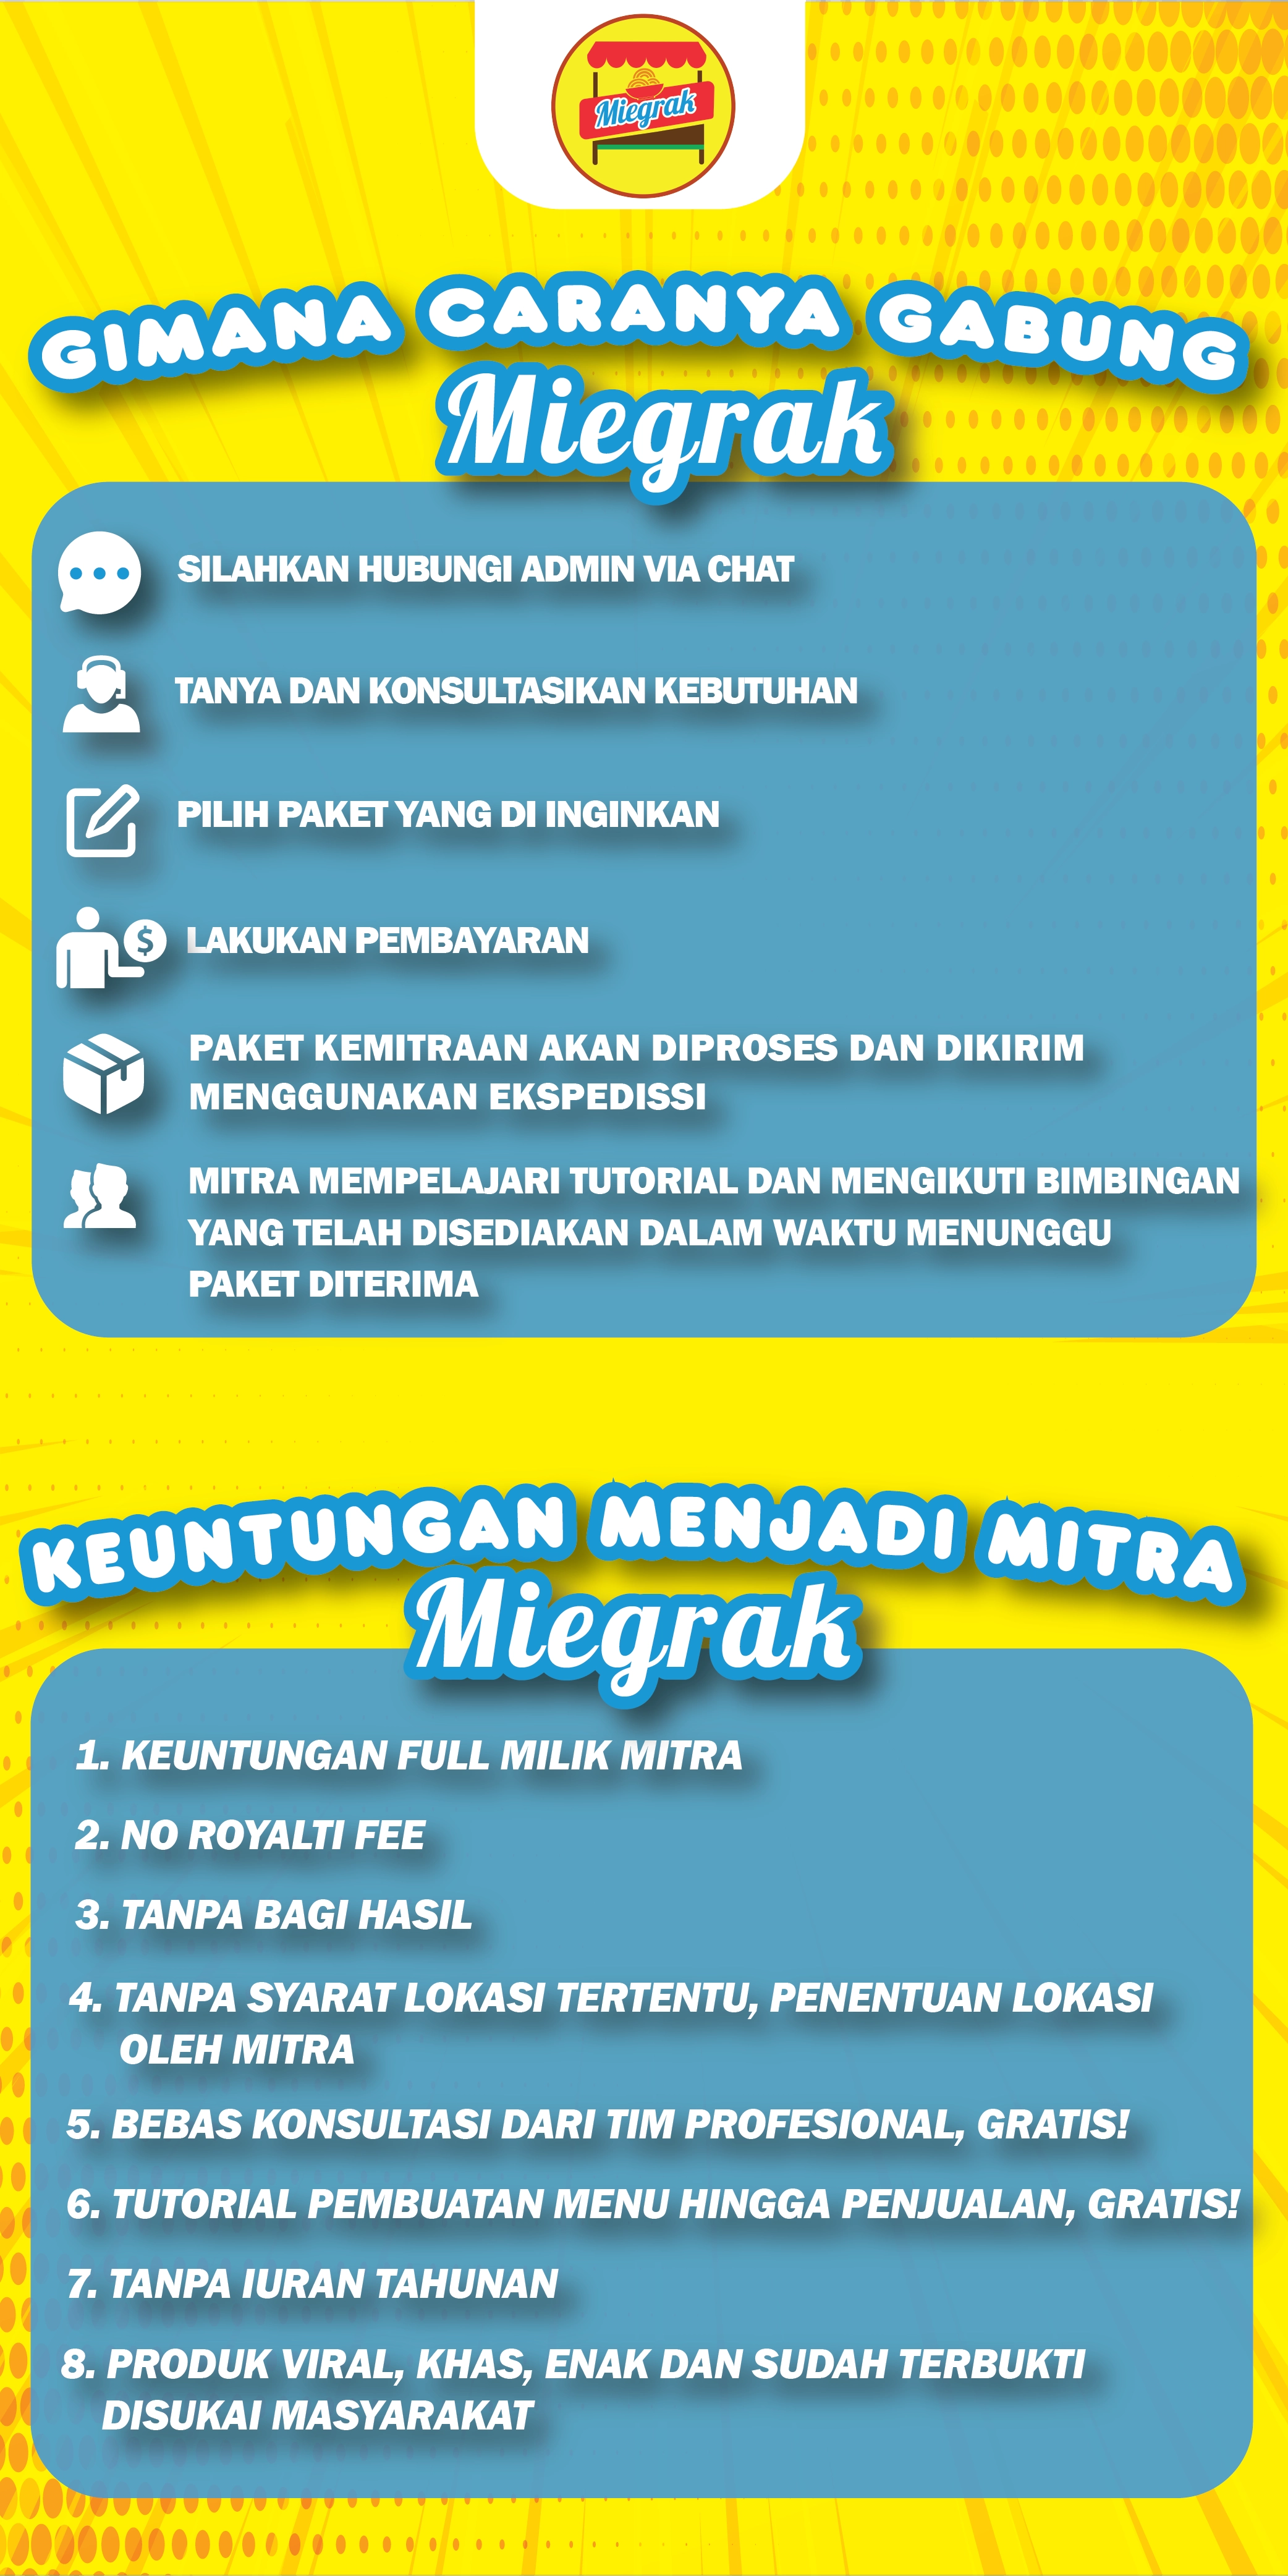 Miegrak
GIMANA CARANYA GABUNG
Miegrak
SILAHKAN HUBUNGI ADMIN VIA CHAT
TANYA DAN KONSULTASIKAN KEBUTUHAN
PILIH PAKET YANG DI INGINKAN
$
LAKUKAN PEMBAYARAN
PAKET KEMITRAAN AKAN DIPROSES DAN DIKIRIM
MENGGUNAKAN EKSPEDISSI
MITRA MEMPELAJARI TUTORIAL DAN MENGIKUTI BIMBINGAN
YANG TELAH DISEDIAKAN DALAM WAKTU MENUNGGU
PAKET DITERIMA
KEUNTUNGAN MENJADI MITRA
Miegrak
1. KEUNTUNGAN FULL MILIK MITRA
2. NO ROYALTI FEE
3. TANPA BAGI HASIL
4. TANPA SYARAT LOKASI TERTENTU, PENENTUAN LOKASI
OLEH MITRA
5. BEBAS KONSULTASI DARI TIM PROFESIONAL, GRATIS!
6. TUTORIAL PEMBUATAN MENU HINGGA PENJUALAN, GRATIS!
7. TANPA IURAN TAHUNAN
8. PRODUK VIRAL, KHAS, ENAK DAN SUDAH TERBUKTI
DISUKAI MASYARAKAT